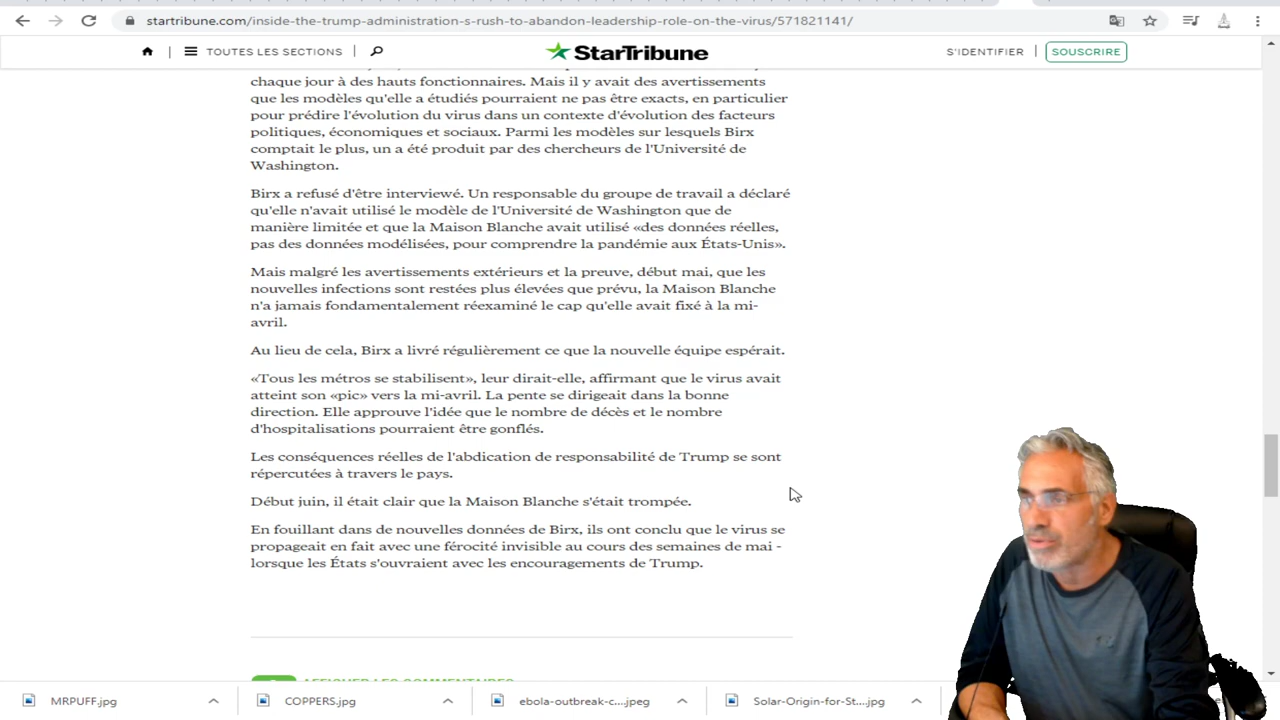 startribune.com/inside-the-trump-administration-s-rush-to-abandon-leadership-role-on-the-virus/571821141/
TOUTES LES SECTIONS
StarTribune
S'IDENTIFIER
SOUSCRIRE
chaque jour à des hauts fonctionnaires. Mais il y avait des avertissements
que les modèles qu'elle a étudiés pourraient ne pas être exacts, en particulier
pour prédire l'évolution du virus dans un contexte d'évolution des facteurs
politiques, économiques et sociaux. Parmi les modèles sur lesquels Birx
comptait le plus, un a été produit par des chercheurs de l'Université de
Washington.
Birx a refusé d'être interviewé. Un responsable du groupe de travail a déclaré
qu'elle n'avait utilisé le modèle de l'Université de Washington que de
manière limitée et que la Maison Blanche avait utilisé «des données réelles,
pas des données modélisées, pour comprendre la pandémie aux États-Unis».
Mais malgré les avertissements extérieurs et la preuve, début mai, que les
nouvelles infections sont restées plus élevées que prévu, la Maison Blanche
n'a jamais fondamentalement réexaminé le cap qu'elle avait fixé à la mi-
avril.
Au lieu de cela, Birx a livré régulièrement ce que la nouvelle équipe espérait.
«Tous les métros se stabilisent», leur dirait-elle, affirmant que le virus avait
atteint son «pic» vers la mi-avril. La pente se dirigeait dans la bonne
direction. Elle approuve l'idée que le nombre de décès et le nombre
d'hospitalisations pourraient être gonflés.
Les conséquences réelles de l'abdication de responsabilité de Trump se sont
répercutées à travers le pays.
Début juin, il était clair que la Maison Blanche s'était trompée.
En fouillant dans de nouvelles données de Birx, ils ont conclu que le virus se
propageait en fait avec une férocité invisible au cours des semaines de mai -
lorsque les États s'ouvraient avec les encouragements de Trump.
MRPUFF.jpg
COPPERS.jpg
ebola-outbreak-c....jpeg
Solar-Origin-for-St....jpg